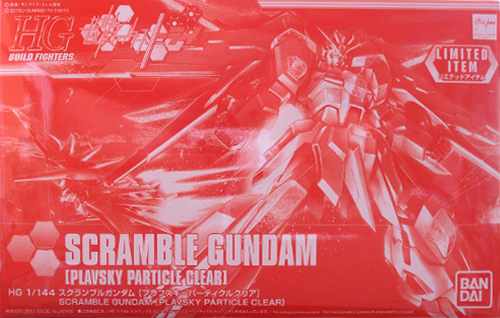 HG
BUILD FIGHTERS
LIMITED
ITEM
リミテッドアイテム
SCRAMBLE GUNDAM
[PLAVSKY PARTICLE CLEAR]
HG 1/144 スクランブルガンダム [プラフスキーパーティクルクリア]
SCRAMBLE GUNDAM [PLAVSKY PARTICLE CLEAR]
BAN
DAI